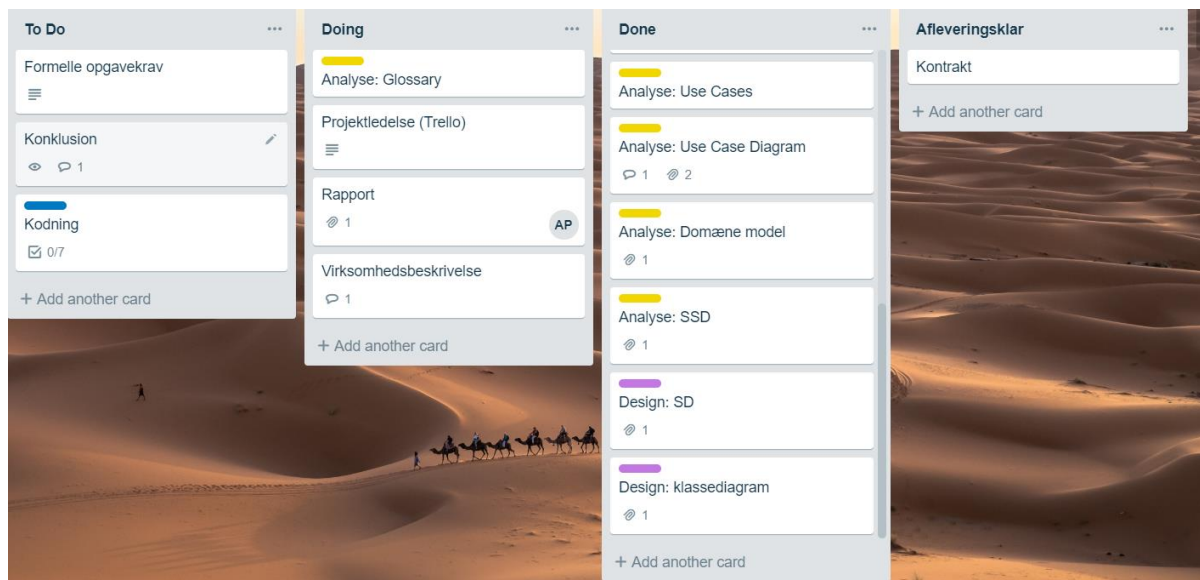 To Do
Formelle opgavekrav
Konklusion
1
Kodning
0/7
+ Add another card
Doing
Analyse: Glossary
Projektledelse (Trello)
Rapport
1
AP
Virksomhedsbeskrivelse
1
+ Add another card
Done
Analyse: Use Cases
Analyse: Use Case Diagram
1 2
Analyse: Domæne model
1
Analyse: SSD
1
Design: SD
1
Design: klassediagram
1
+ Add another card
Afleveringsklar
Kontrakt
+ Add another card